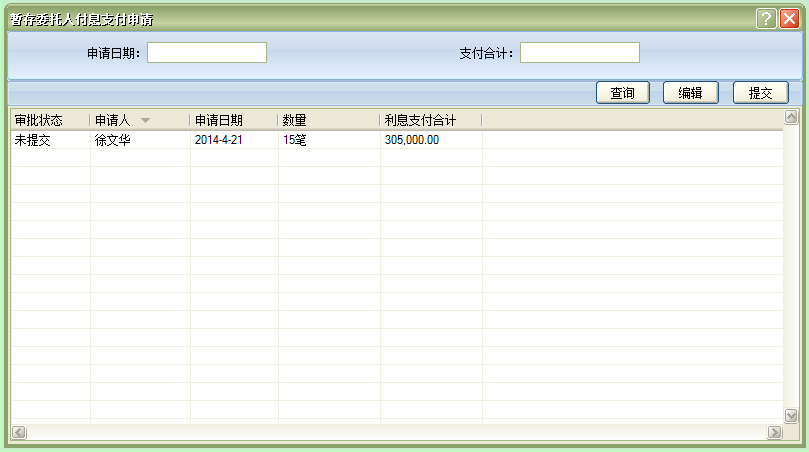 暂存委托人付息支付申请
申请日期： 支付合计：
查询 编辑 提交
审批状态 申请人 申请日期 数量 利息支付合计
未提交 徐文华 2014-4-21 15笔 305,000.00